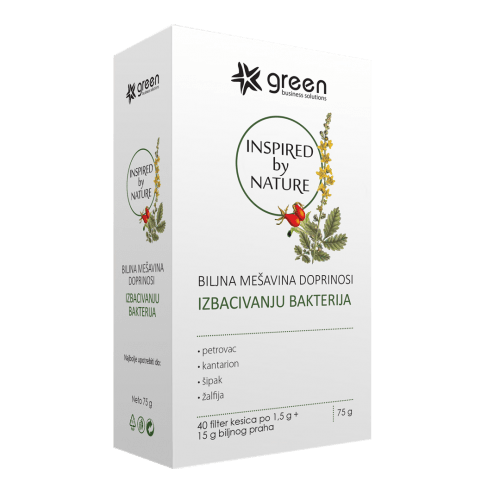 green
business solutions
INSPIRED
by
NATURE
BILJNA MEŠAVINA DOPRINOSI
IZBACIVANJU BAKTERIJA
• petrovac
• kantarion
• šipak
• žalfija
40 filter kesica po 1,5 g +
15 g biljnog praha
75 g
green
business solutions
INSPIRED
by
NATURE
BILJNA MEŠAVINA
DOPRINOSI
IZBACIVANJU
BAKTERIJA
Najbolje upotrebiti do:
Neto 75 g